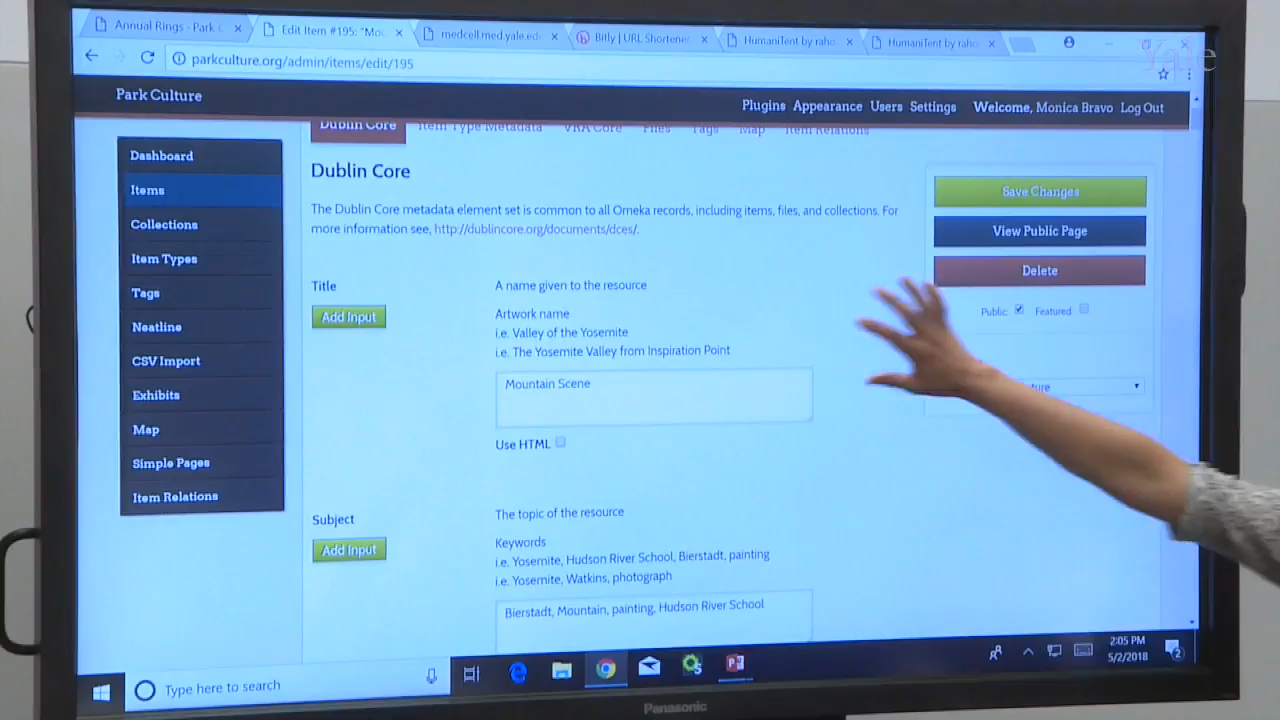 Annual Rings - Park C
Edit Item #195: "Mou
medcell.med.yale.ed
Bitly | URL Shortener
HumaniTent by raho
HumaniTent by raho
Yale
parkculture.org/admin/items/edit/195
Park Culture
Plugins Appearance Users Settings Welcome, Monica Bravo Log Out
Dublin Core Item Type Metadata VRA Core Files Tags Map Item Relations
Dashboard
Items
Collections
Item Types
Tags
Neatline
CSV Import
Exhibits
Map
Simple Pages
Item Relations
Dublin Core
The Dublin Core metadata element set is common to all Omeka records, including items, files, and collections. For
more information see, http://dublincore.org/documents/dces/.
Title
Add Input
A name given to the resource
Artwork name
i.e. Valley of the Yosemite
i.e. The Yosemite Valley from Inspiration Point
Mountain Scene
Use HTML
Subject
Add Input
The topic of the resource
Keywords
i.e. Yosemite, Hudson River School, Bierstadt, painting
i.e. Yosemite, Watkins, photograph
Bierstadt, Mountain, painting, Hudson River School
Save Changes
View Public Page
Delete
Public: Featured:
ture
Type here to search
2:05 PM
5/2/2018
2
Panasonic